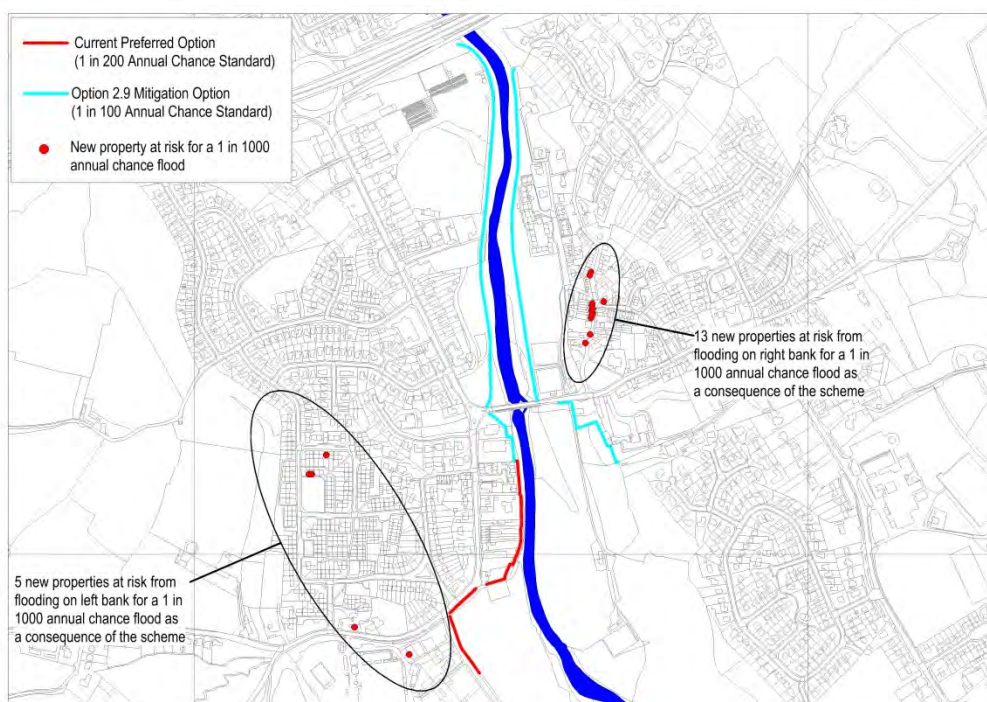 Current Preferred Option
(1 in 200 Annual Chance Standard)
Option 2.9 Mitigation Option
(1 in 100 Annual Chance Standard)
New property at risk for a 1 in 1000
annual chance flood
13 new properties at risk from
flooding on right bank for a 1 in
1000 annual chance flood as
a consequence of the scheme
5 new properties at risk from
flooding on left bank for a 1 in
1000 annual chance flood as
a consequence of the scheme